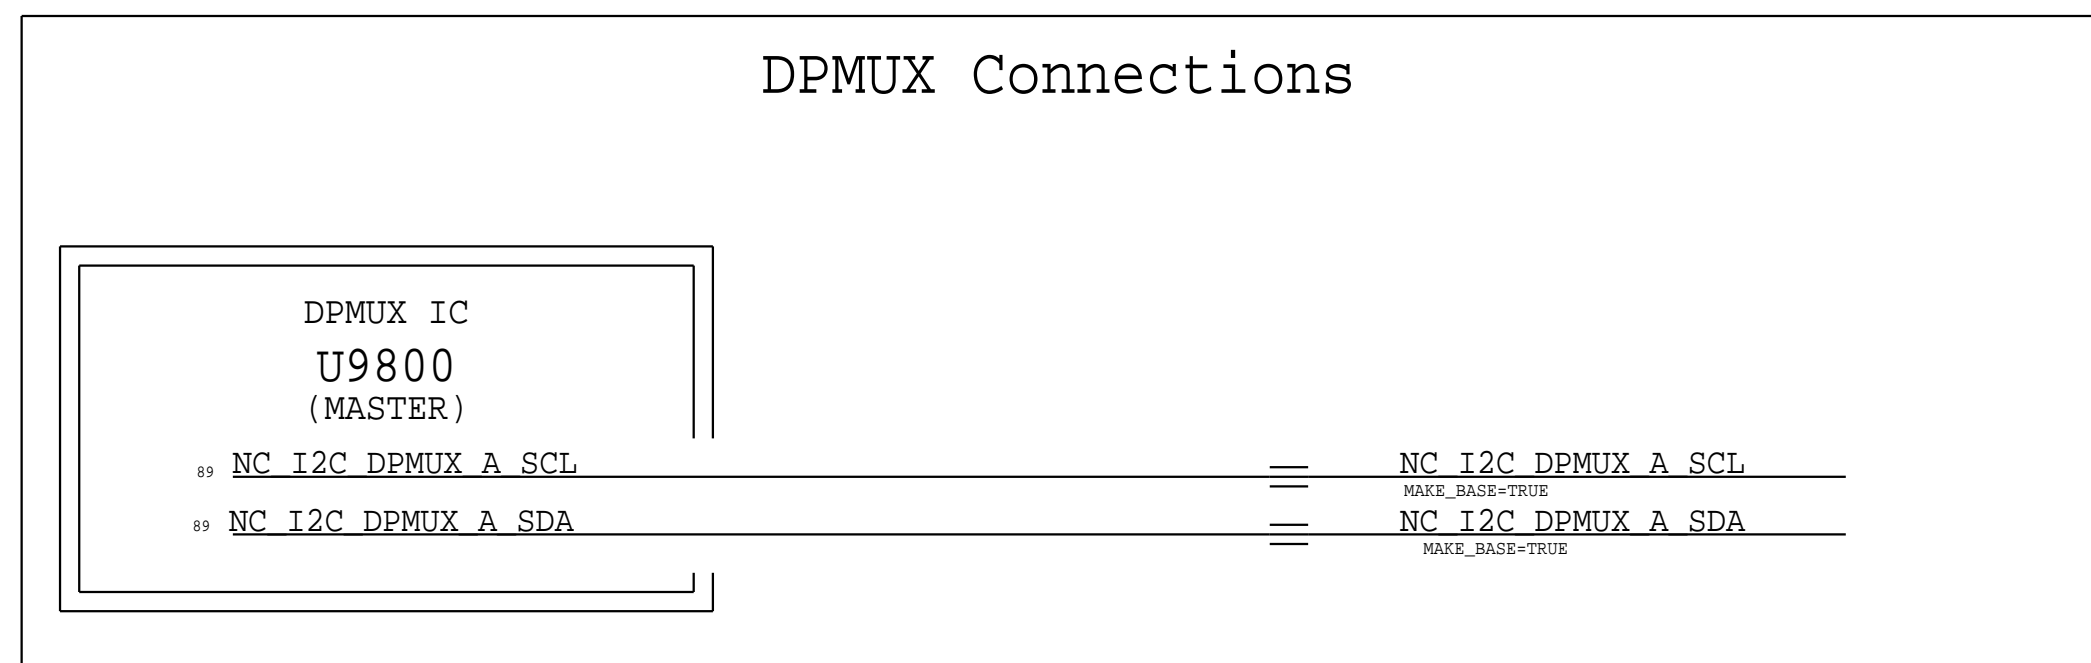 DPMUX Connections
DPMUX IC
U9800
(MASTER)
89 NC_I2C_DPMUX_A_SCL NC_I2C_DPMUX_A_SCL
MAKE_BASE=TRUE
89 NC_I2C_DPMUX_A_SDA NC_I2C_DPMUX_A_SDA
MAKE_BASE=TRUE